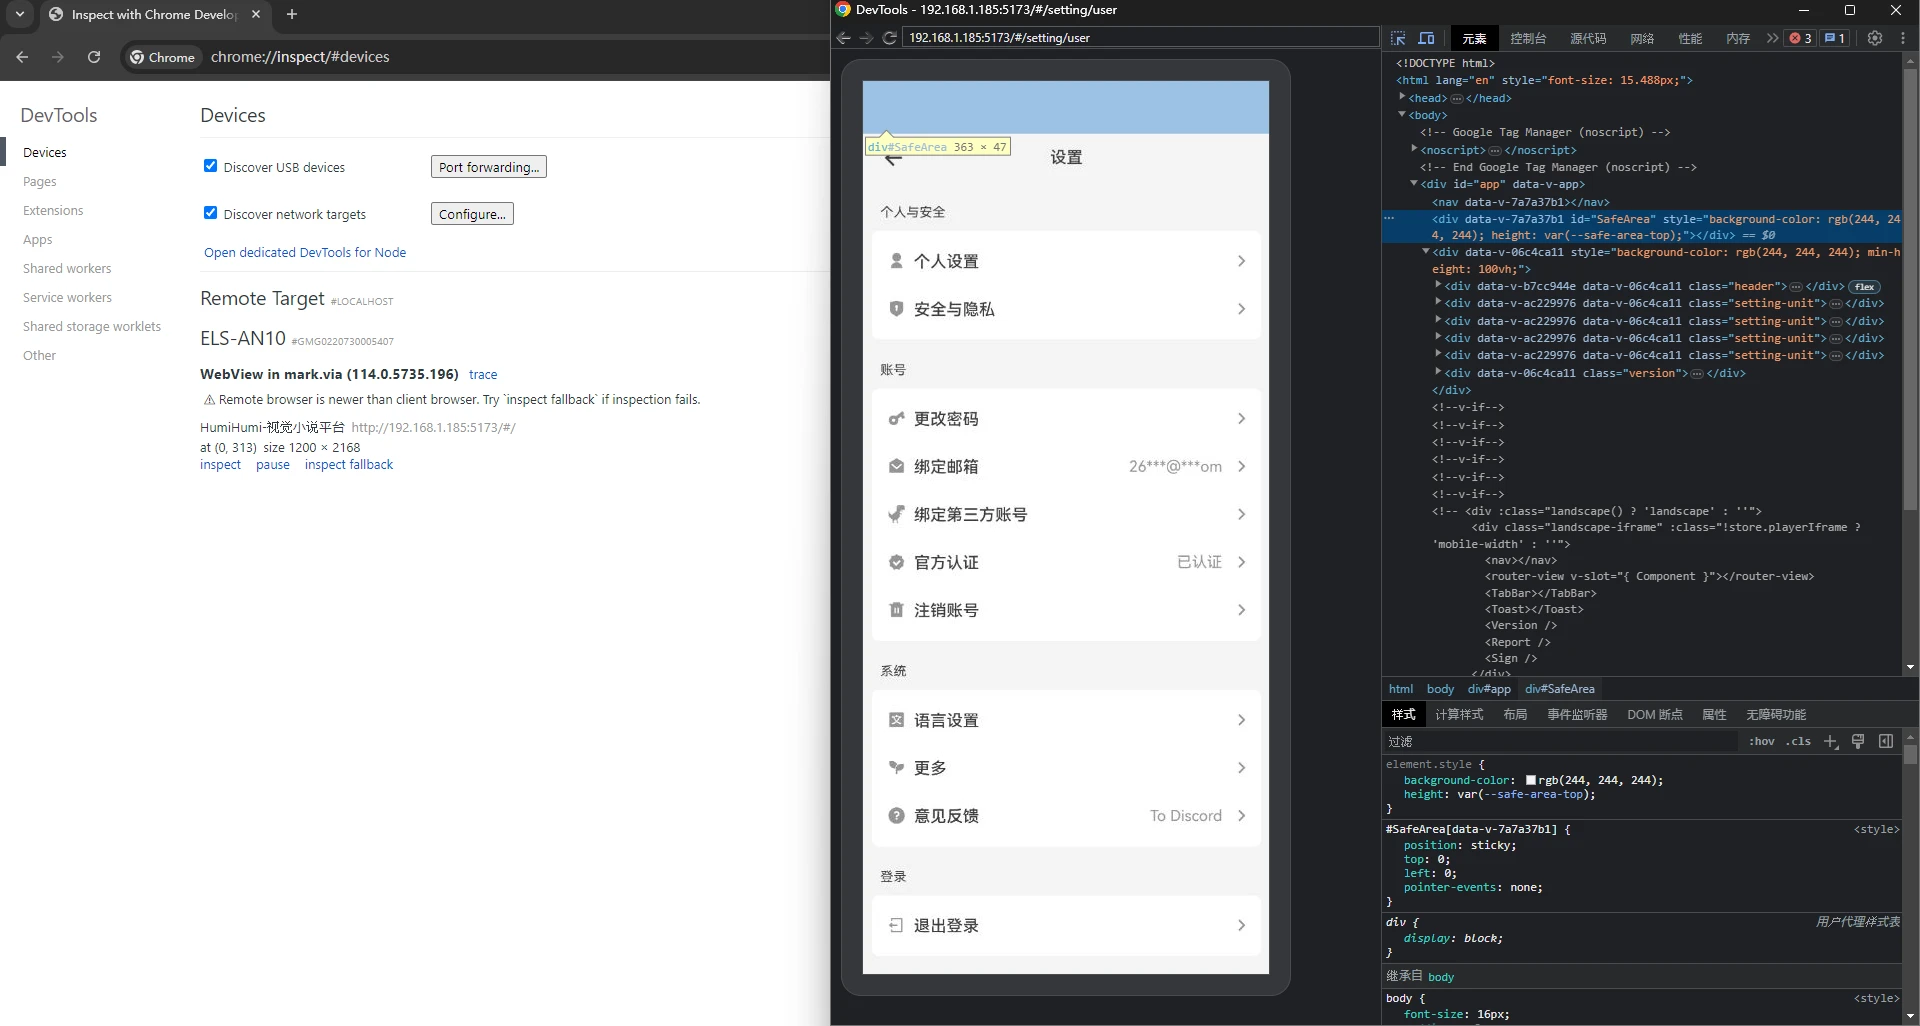 Inspect with Chrome Develop
Chrome
chrome://inspect/#devices
DevTools
Devices
Pages
Extensions
Apps
Shared workers
Service workers
Shared storage worklets
Other
Devices
Discover USB devices
Port forwarding...
Discover network targets
Configure...
Open dedicated DevTools for Node
Remote Target #LOCALHOST
ELS-AN10 #GMG0220730005407
WebView in mark.via (114.0.5735.196) trace
⚠ Remote browser is newer than client browser. Try `inspect fallback` if inspection fails.
HumiHumi-视觉小说平台 http://192.168.1.185:5173/#/
at (0, 313) size 1200 × 2168
inspect pause inspect fallback
DevTools - 192.168.1.185:5173/#/setting/user
192.168.1.185:5173/#/setting/user
div#SafeArea 363 × 47
设置
个人与安全
个人设置
安全与隐私
账号
更改密码
绑定邮箱 26***@***om
绑定第三方账号
官方认证 已认证
注销账号
系统
语言设置
更多
意见反馈 To Discord
登录
退出登录
元素 控制台 源代码 网络 性能 内存 3 1
<!DOCTYPE html>
<html lang="en" style="font-size: 15.488px;">
<head>…</head>
<body>
<!-- Google Tag Manager (noscript) -->
<noscript>…</noscript>
<!-- End Google Tag Manager (noscript) -->
<div id="app" data-v-app>
<nav data-v-7a7a37b1></nav>
<div data-v-7a7a37b1 id="SafeArea" style="background-color: rgb(244, 24
4, 244); height: var(--safe-area-top);"></div> == $0
<div data-v-06c4ca11 style="background-color: rgb(244, 244, 244); min-h
eight: 100vh;">
<div data-v-b7cc944e data-v-06c4ca11 class="header">…</div> flex
<div data-v-ac229976 data-v-06c4ca11 class="setting-unit">…</div>
<div data-v-ac229976 data-v-06c4ca11 class="setting-unit">…</div>
<div data-v-ac229976 data-v-06c4ca11 class="setting-unit">…</div>
<div data-v-ac229976 data-v-06c4ca11 class="setting-unit">…</div>
<div data-v-06c4ca11 class="version">…</div>
</div>
<!--v-if-->
<!--v-if-->
<!--v-if-->
<!--v-if-->
<!--v-if-->
<!--v-if-->
<!-- <div :class="landscape() ? 'landscape' : ''">
<div class="landscape-iframe" :class="!store.playerIframe ?
'mobile-width' : ''">
<nav></nav>
<router-view v-slot="{ Component }"></router-view>
<TabBar></TabBar>
<Toast></Toast>
<Version />
<Report />
<Sign />
</div>
html body div#app div#SafeArea
样式 计算样式 布局 事件监听器 DOM 断点 属性 无障碍功能
过滤 :hov .cls
element.style {
background-color: rgb(244, 244, 244);
height: var(--safe-area-top);
}
#SafeArea[data-v-7a7a37b1] { <style>
position: sticky;
top: 0;
left: 0;
pointer-events: none;
}
div { 用户代理样式表
display: block;
}
继承自 body
body { <style>
font-size: 16px;